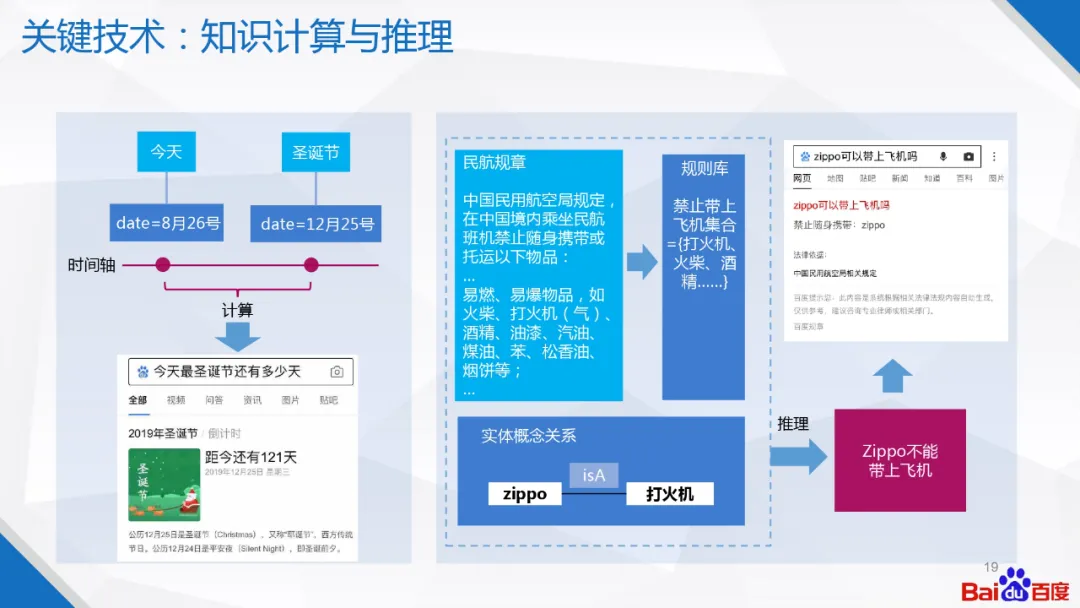 关键技术：知识计算与推理
今天
圣诞节
date=8月26号
date=12月25号
时间轴
计算
今天最圣诞节还有多少天
全部 视频 问答 资讯 图片 贴吧
2019年圣诞节 倒计时
圣诞节
距今还有121天
2019年12月25日 星期三
公历12月25日是圣诞节（Christmas），又称“耶诞节”，西方传统
节日。公历12月24日是平安夜（Silent Night），即圣诞前夕。
民航规章
中国民用航空局规定，
在中国境内乘坐民航
班机禁止随身携带或
托运以下物品：
...
易燃、易爆物品，如
火柴、打火机（气）、
酒精、油漆、汽油、
煤油、苯、松香油、
烟饼等；
...
规则库
禁止带上
飞机集合
={打火机、
火柴、酒
精......}
实体概念关系
isA
zippo
打火机
推理
Zippo不能
带上飞机
zippo可以带上飞机吗
网页 地图 贴吧 新闻 知道 百科 图片
zippo可以带上飞机吗
禁止随身携带：zippo
法律依据：
中国民用航空局相关规定
百度提示您：此内容是系统根据相关法律法规内容自动生成，
仅供参考，建议咨询专业律师或相关部门。
百度规章
19
Baidu百度